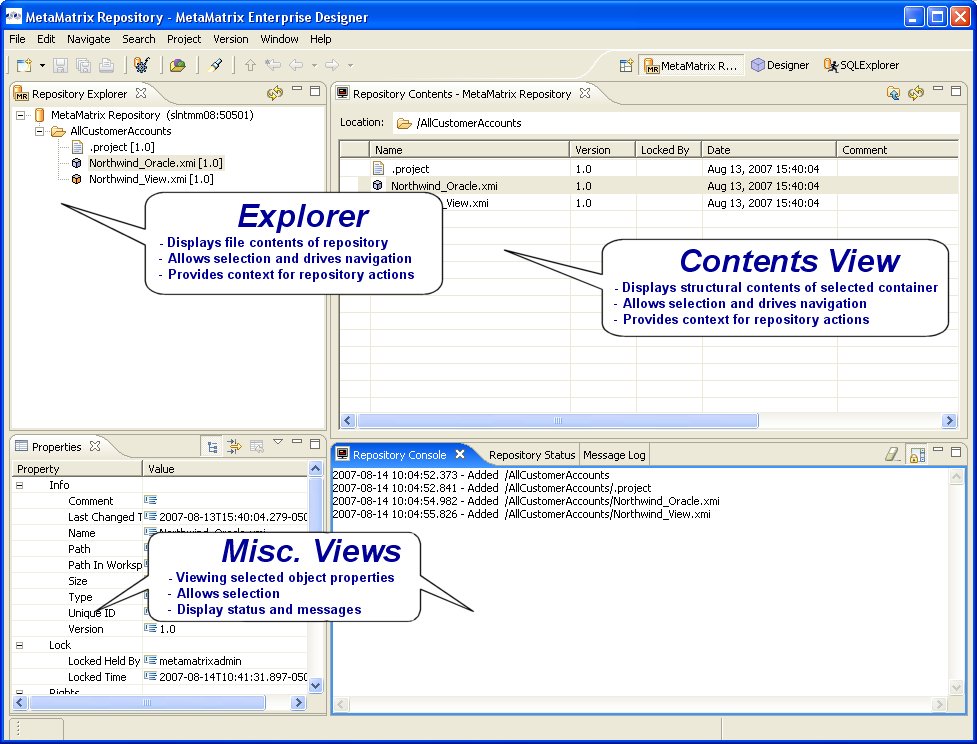 MetaMatrix Repository - MetaMatrix Enterprise Designer
File Edit Navigate Search Project Version Window Help
MR MetaMatrix R... Designer SQLExplorer
MR Repository Explorer
MetaMatrix Repository (slntmm08:50501)
AllCustomerAccounts
.project [1.0]
Northwind_Oracle.xmi [1.0]
Northwind_View.xmi [1.0]
Explorer
- Displays file contents of repository
- Allows selection and drives navigation
- Provides context for repository actions
Repository Contents - MetaMatrix Repository
Location: /AllCustomerAccounts
Name Version Locked By Date Comment
.project 1.0 Aug 13, 2007 15:40:04
Northwind_Oracle.xmi 1.0 Aug 13, 2007 15:40:04
_View.xmi 1.0 Aug 13, 2007 15:40:04
Contents View
- Displays structural contents of selected container
- Allows selection and drives navigation
- Provides context for repository actions
Properties
Property Value
Info
Comment
Last Changed T 2007-08-13T15:40:04.279-050
Name Northwind_Oracle.xmi
Path
Path In Worksp
Size
Type
Unique ID
Version 1.0
Lock
Locked Held By metamatrixadmin
Locked Time 2007-08-14T10:41:31.897-050
Rights
Misc. Views
- Viewing selected object properties
- Allows selection
- Display status and messages
Repository Console Repository Status Message Log
2007-08-14 10:04:52.373 - Added /AllCustomerAccounts
2007-08-14 10:04:52.841 - Added /AllCustomerAccounts/.project
2007-08-14 10:04:54.982 - Added /AllCustomerAccounts/Northwind_Oracle.xmi
2007-08-14 10:04:55.826 - Added /AllCustomerAccounts/Northwind_View.xmi